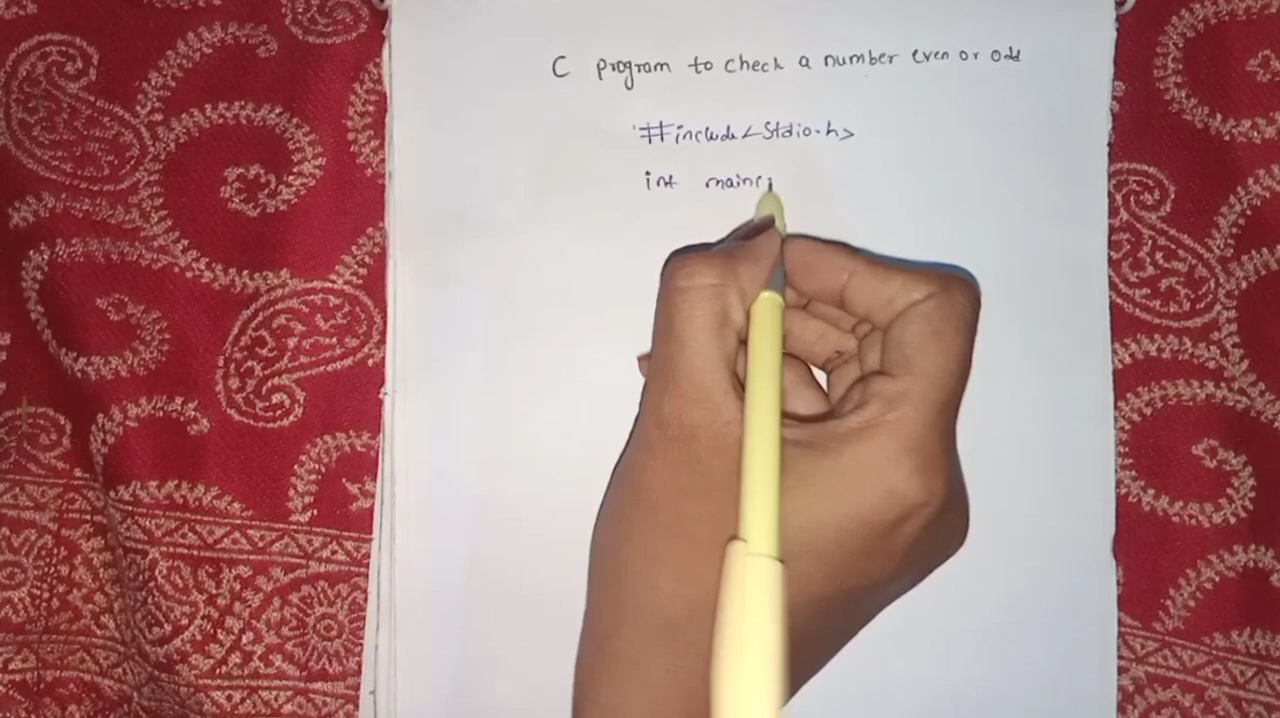 C program to check a number even or odd
#include<stdio.h>
int main(